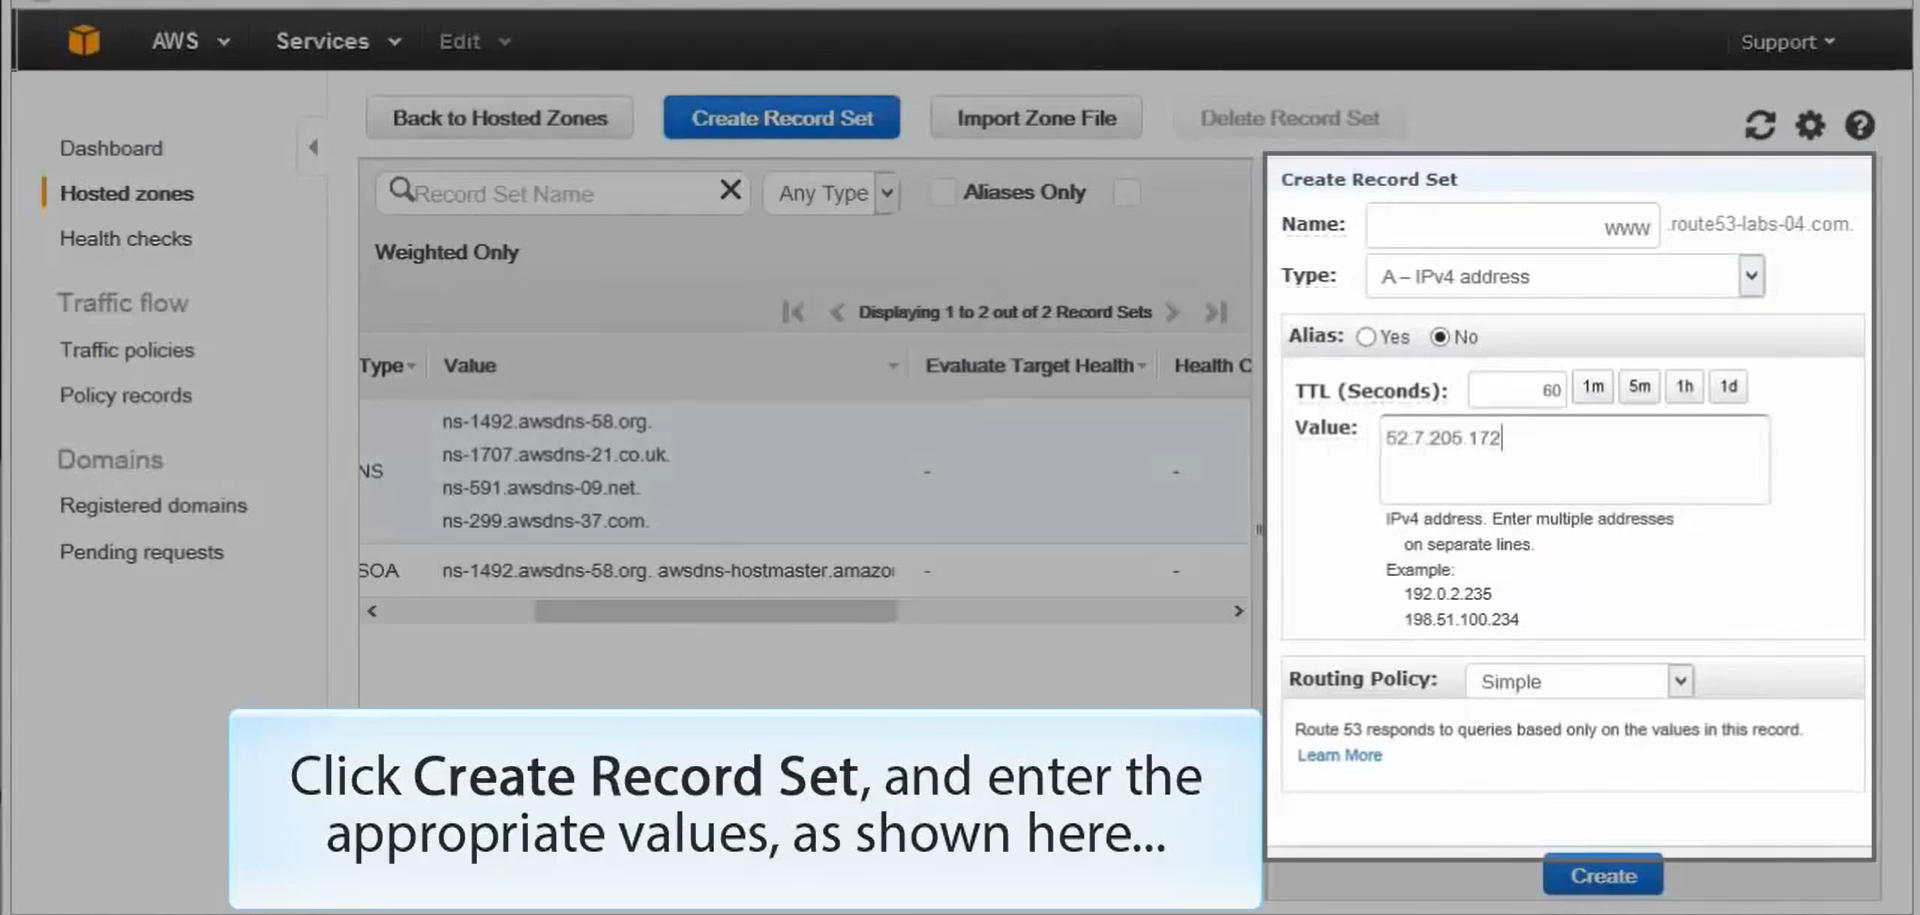 AWS Services Edit Support
Dashboard
Hosted zones
Health checks
Traffic flow
Traffic policies
Policy records
Domains
Registered domains
Pending requests
Back to Hosted Zones Create Record Set Import Zone File Delete Record Set
Record Set Name Any Type Aliases Only
Weighted Only
Displaying 1 to 2 out of 2 Record Sets
Type Value Evaluate Target Health Health C
NS ns-1492.awsdns-58.org. - -
ns-1707.awsdns-21.co.uk.
ns-591.awsdns-09.net.
ns-299.awsdns-37.com.
SOA ns-1492.awsdns-58.org. awsdns-hostmaster.amazo - -
Create Record Set
Name: www .route53-labs-04.com.
Type: A – IPv4 address
Alias: Yes No
TTL (Seconds): 60 1m 5m 1h 1d
Value: 52.7.205.172
IPv4 address. Enter multiple addresses
on separate lines.
Example:
192.0.2.235
198.51.100.234
Routing Policy: Simple
Route 53 responds to queries based only on the values in this record.
Learn More
Create
Click Create Record Set, and enter the
appropriate values, as shown here...